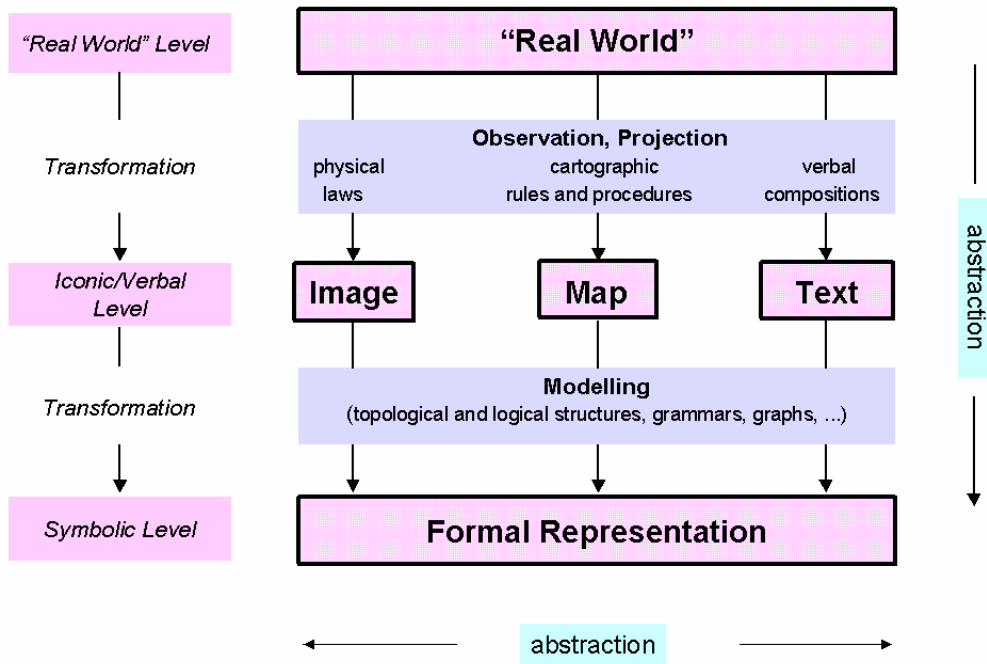 “Real World” Level
“Real World”
Observation, Projection
Transformation
physical
laws
cartographic
rules and procedures
verbal
compositions
abstraction
Iconic/Verbal
Level
Image
Map
Text
Modelling
Transformation
(topological and logical structures, grammars, graphs, ...)
Symbolic Level
Formal Representation
abstraction